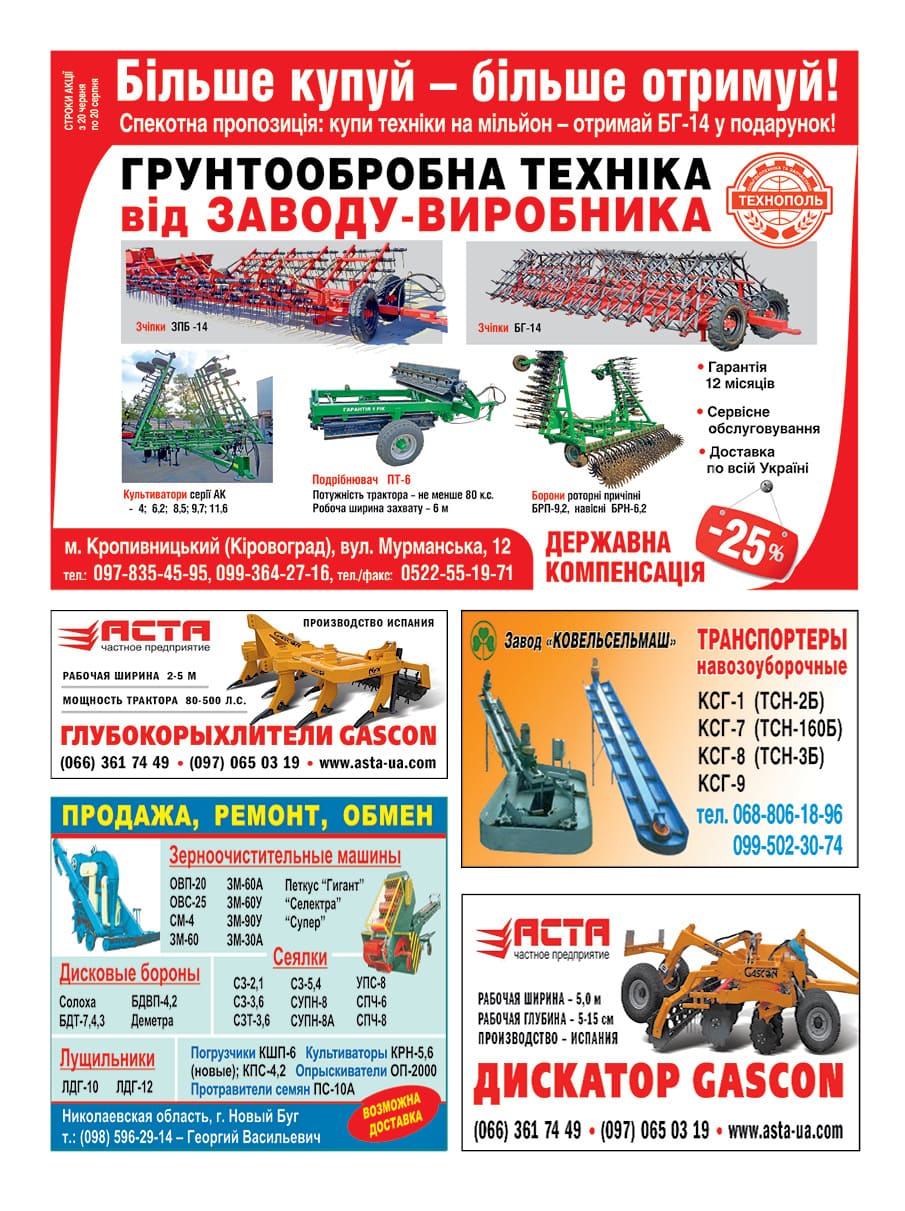 СТРОКИ АКЦІЇ
з 20 червня
по 20 серпня
Більше купуй – більше отримуй!
Спекотна пропозиція: купи техніки на мільйон – отримай БГ-14 у подарунок!
ГРУНТООБРОБНА ТЕХНІКА
від ЗАВОДУ-ВИРОБНИКА
ТЕХНОПОЛЬ
Зчіпки ЗПБ -14
Зчіпки БГ-14
ГАРАНТІЯ 1 РІК
• Гарантія
12 місяців
• Сервісне
обслуговування
• Доставка
по всій Україні
Культиватори серії АК
- 4; 6,2; 8,5; 9,7; 11,6
Подрібнювач ПТ-6
Потужність трактора – не менше 80 к.с.
Робоча ширина захвату – 6 м
Борони роторні причіпні
БРП-9,2, навісні БРН-6,2
м. Кропивницький (Кіровоград), вул. Мурманська, 12
тел.: 097-835-45-95, 099-364-27-16, тел./факс: 0522-55-19-71
ДЕРЖАВНА
КОМПЕНСАЦІЯ
-25%
АСТА
частное предприятие
ПРОИЗВОДСТВО ИСПАНИЯ
РАБОЧАЯ ШИРИНА 2-5 М
МОЩНОСТЬ ТРАКТОРА 80-500 Л.С.
ГЛУБОКОРЫХЛИТЕЛИ GASCON
(066) 361 74 49 • (097) 065 03 19 • www.asta-ua.com
Завод «КОВЕЛЬСЕЛЬМАШ»
ТРАНСПОРТЕРЫ
навозоуборочные
КСГ-1 (ТСН-2Б)
КСГ-7 (ТСН-160Б)
КСГ-8 (ТСН-3Б)
КСГ-9
тел. 068-806-18-96
099-502-30-74
ПРОДАЖА, РЕМОНТ, ОБМЕН
Зерноочистительные машины
ОВП-20 ЗМ-60А Петкус “Гигант”
ОВС-25 ЗМ-60У “Селектра”
СМ-4 ЗМ-90У “Супер”
ЗМ-60 ЗМ-30А
Дисковые бороны
Солоха БДВП-4,2
БДТ-7,4,3 Деметра
Сеялки
СЗ-2,1 СЗ-5,4 УПС-8
СЗ-3,6 СУПН-8 СПЧ-6
СЗТ-3,6 СУПН-8А СПЧ-8
Лущильники
ЛДГ-10 ЛДГ-12
Погрузчики КШП-6 Культиваторы КРН-5,6
(новые); КПС-4,2 Опрыскиватели ОП-2000
Протравители семян ПС-10А
Николаевская область, г. Новый Буг
т.: (098) 596-29-14 – Георгий Васильевич
ВОЗМОЖНА
ДОСТАВКА
АСТА
частное предприятие
GASCON
РАБОЧАЯ ШИРИНА – 5,0 м
РАБОЧАЯ ГЛУБИНА - 5-15 см
ПРОИЗВОДСТВО – ИСПАНИЯ
ДИСКАТОР GASCON
(066) 361 74 49 • (097) 065 03 19 • www.asta-ua.com